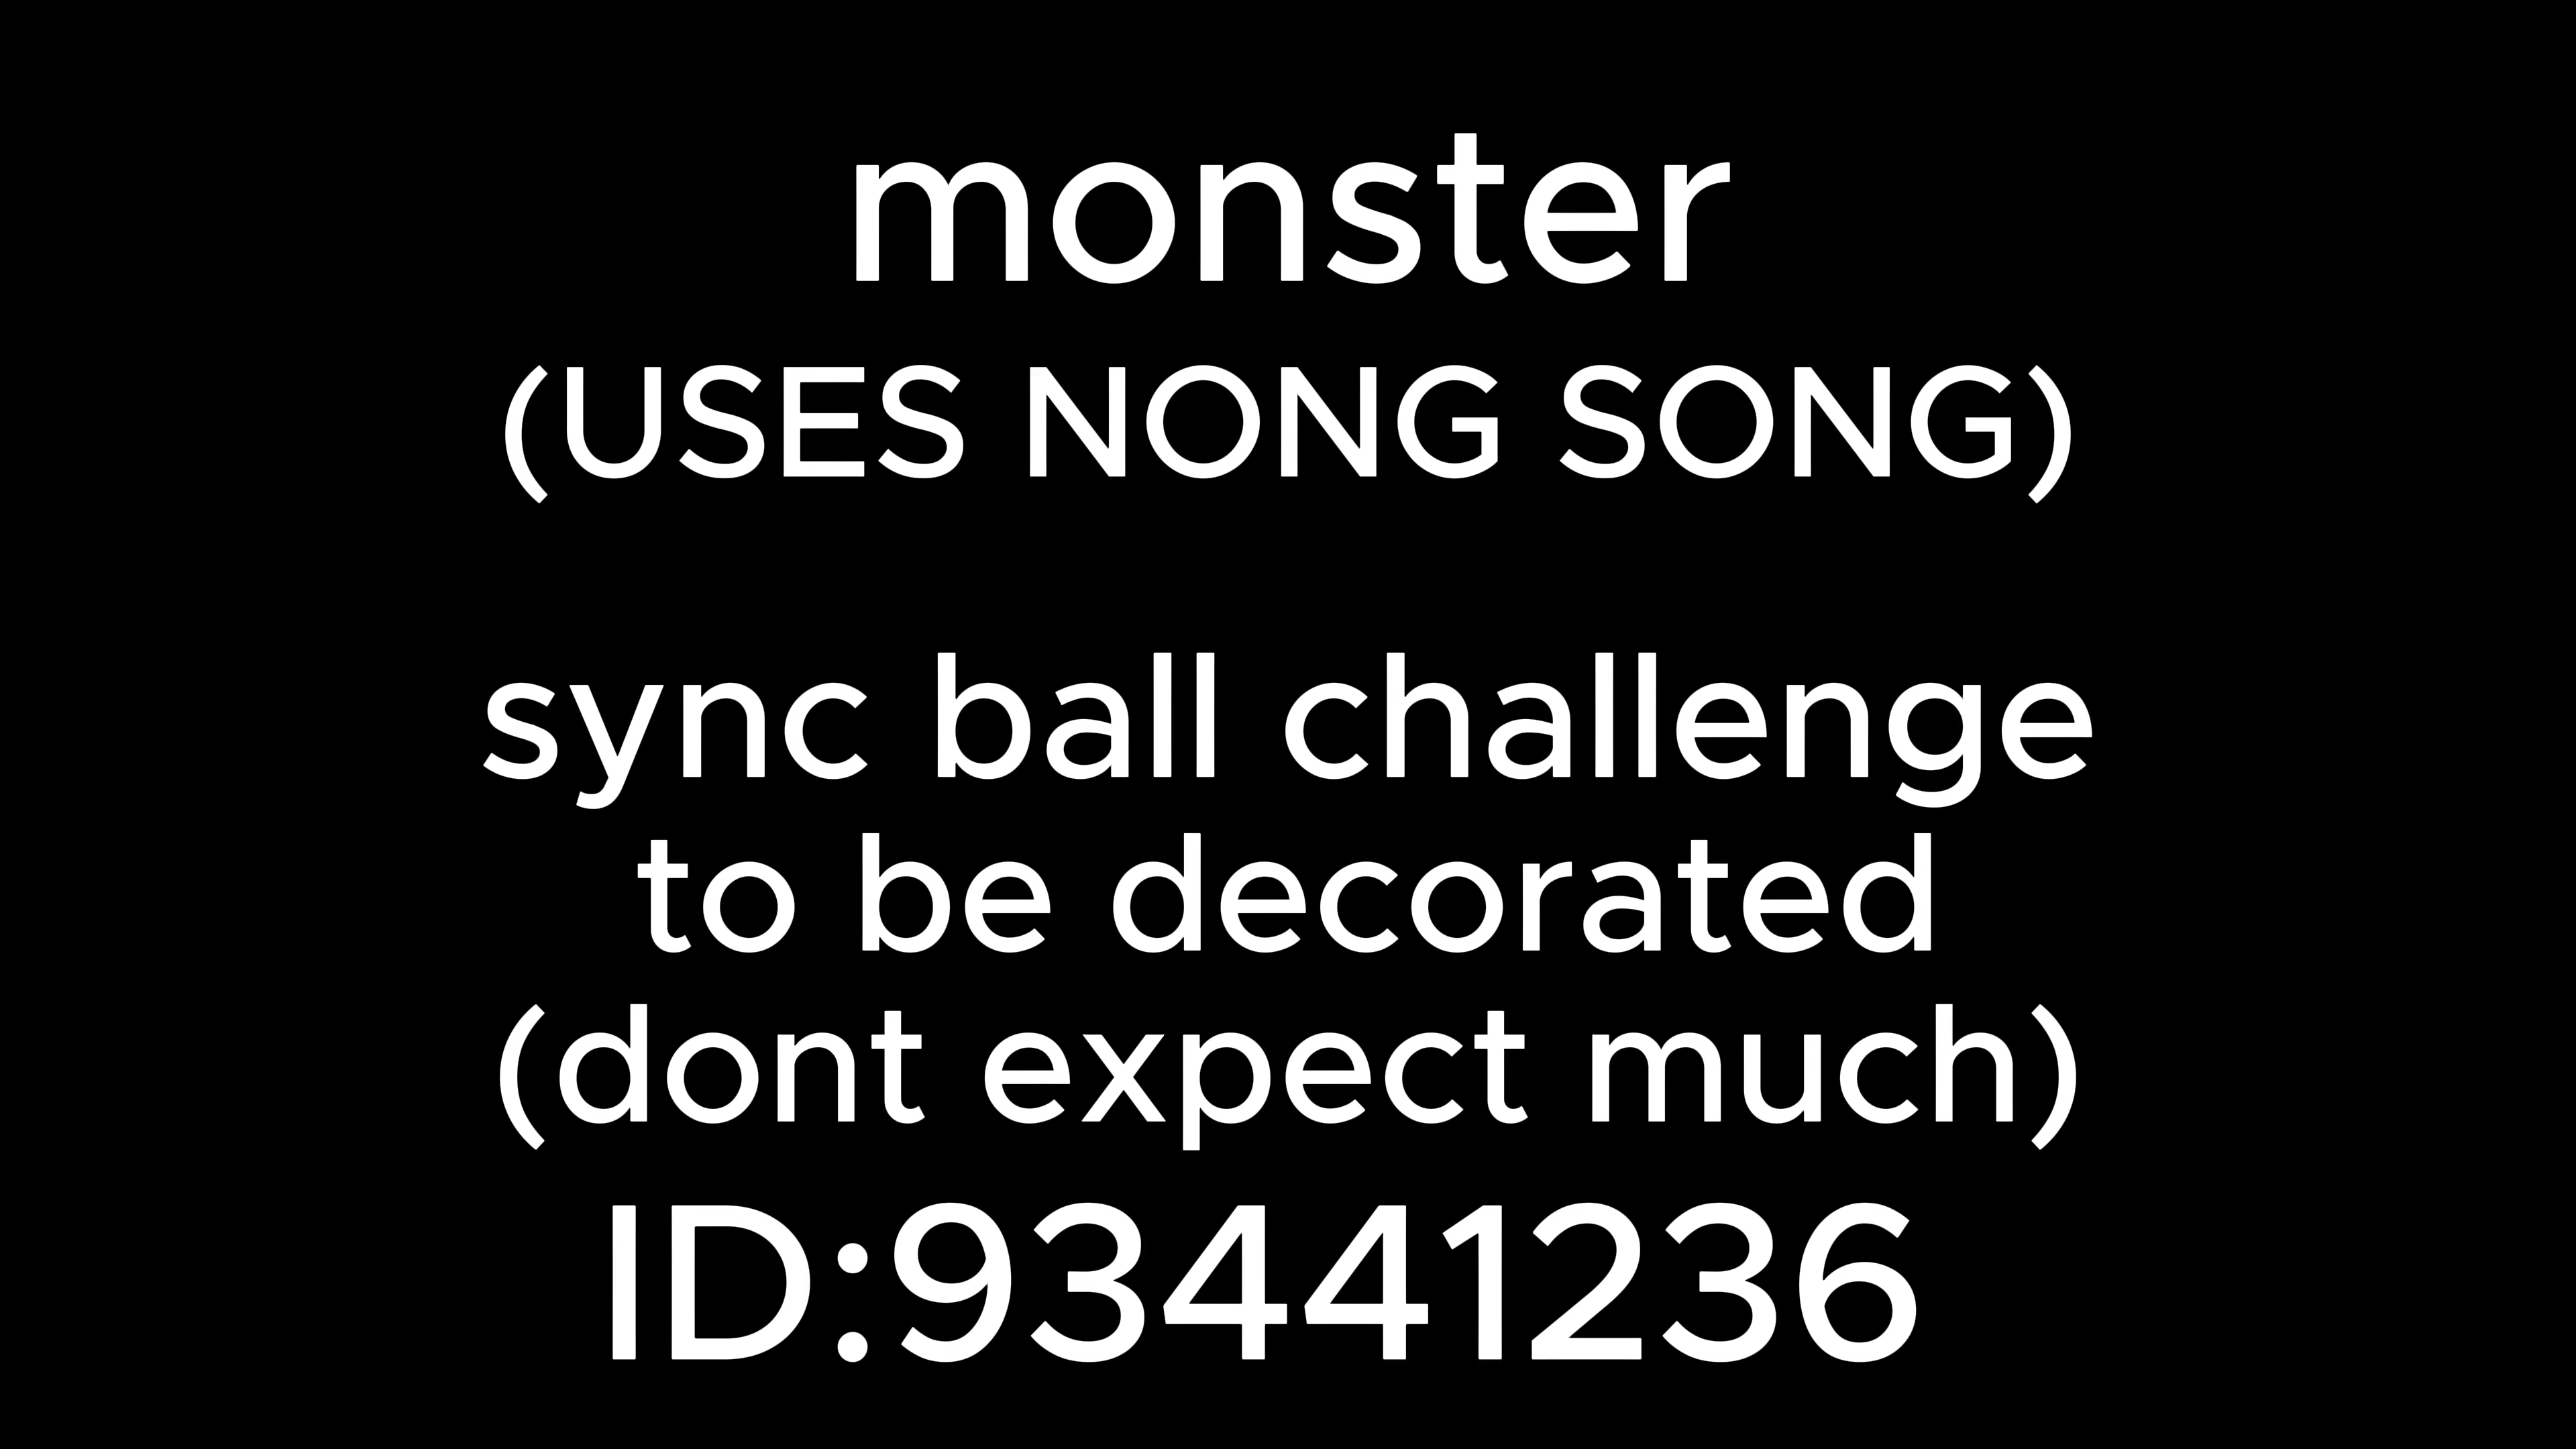 monster
(USES NONG SONG)
sync ball challenge
to be decorated
(dont expect much)
ID:93441236